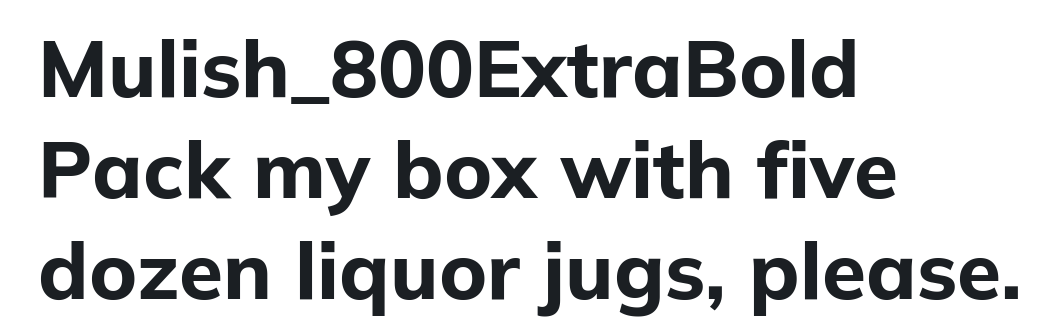 Mulish_800ExtraBold
Pack my box with five
dozen liquor jugs, please.